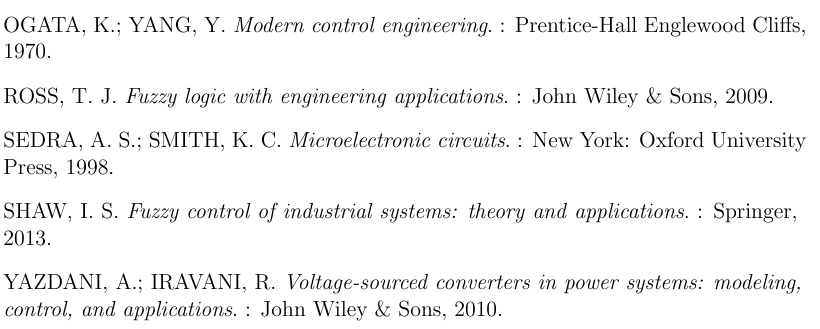 OGATA, K.; YANG, Y. Modern control engineering. : Prentice-Hall Englewood Cliffs,
1970.
ROSS, T. J. Fuzzy logic with engineering applications. : John Wiley & Sons, 2009.
SEDRA, A. S.; SMITH, K. C. Microelectronic circuits. : New York: Oxford University
Press, 1998.
SHAW, I. S. Fuzzy control of industrial systems: theory and applications. : Springer,
2013.
YAZDANI, A.; IRAVANI, R. Voltage-sourced converters in power systems: modeling,
control, and applications. : John Wiley & Sons, 2010.